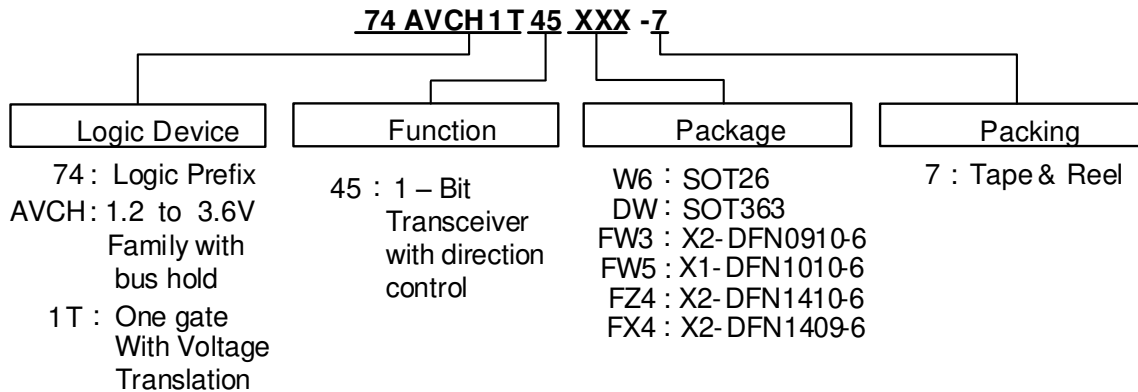 74 AVCH1T 45 XXX -7
Logic Device
74 : Logic Prefix
AVCH : 1.2 to 3.6V
Family with
bus hold
1T : One gate
With Voltage
Translation
Function
45 : 1 – Bit
Transceiver
with direction
control
Package
W6 : SOT26
DW : SOT363
FW3 : X2-DFN0910-6
FW5 : X1-DFN1010-6
FZ4 : X2-DFN1410-6
FX4 : X2-DFN1409-6
Packing
7 : Tape & Reel